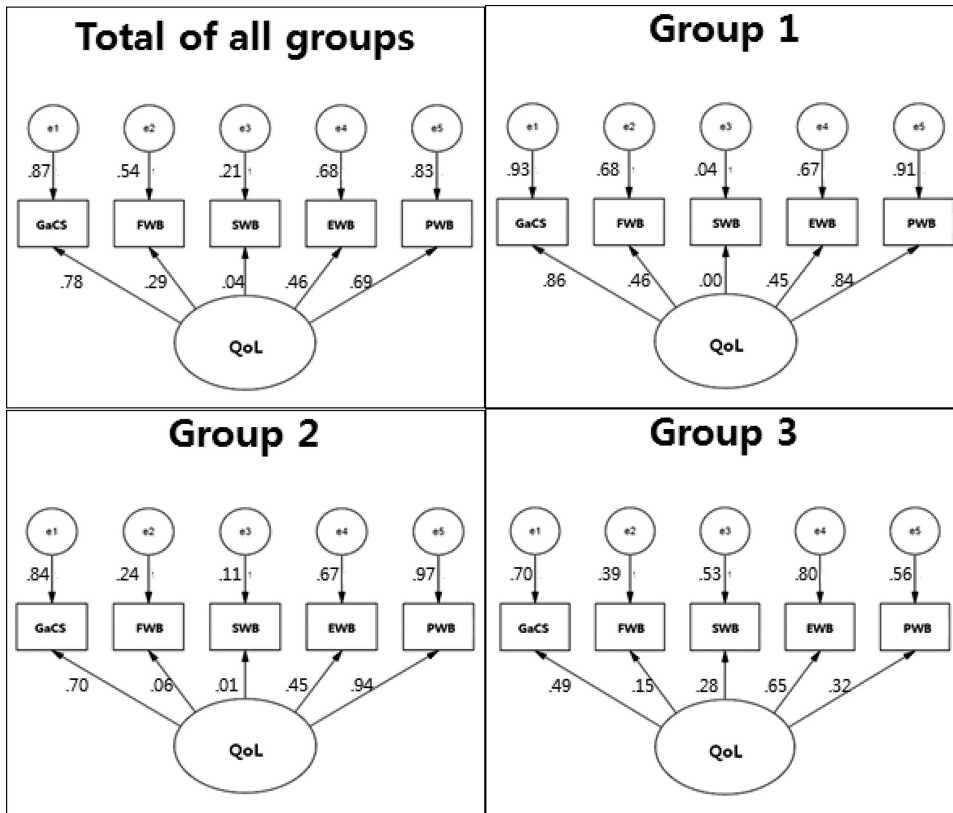 Total of all groups
e1 e2 e3 e4 e5
.87 .54 .21 .68 .83
GaCS FWB SWB EWB PWB
.78 .29 .04 .46 .69
QoL
Group 1
e1 e2 e3 e4 e5
.93 .68 .04 .67 .91
GaCS FWB SWB EWB PWB
.86 .46 .00 .45 .84
QoL
Group 2
e1 e2 e3 e4 e5
.84 .24 .11 .67 .97
GaCS FWB SWB EWB PWB
.70 .06 .01 .45 .94
QoL
Group 3
e1 e2 e3 e4 e5
.70 .39 .53 .80 .56
GaCS FWB SWB EWB PWB
.49 .15 .28 .65 .32
QoL